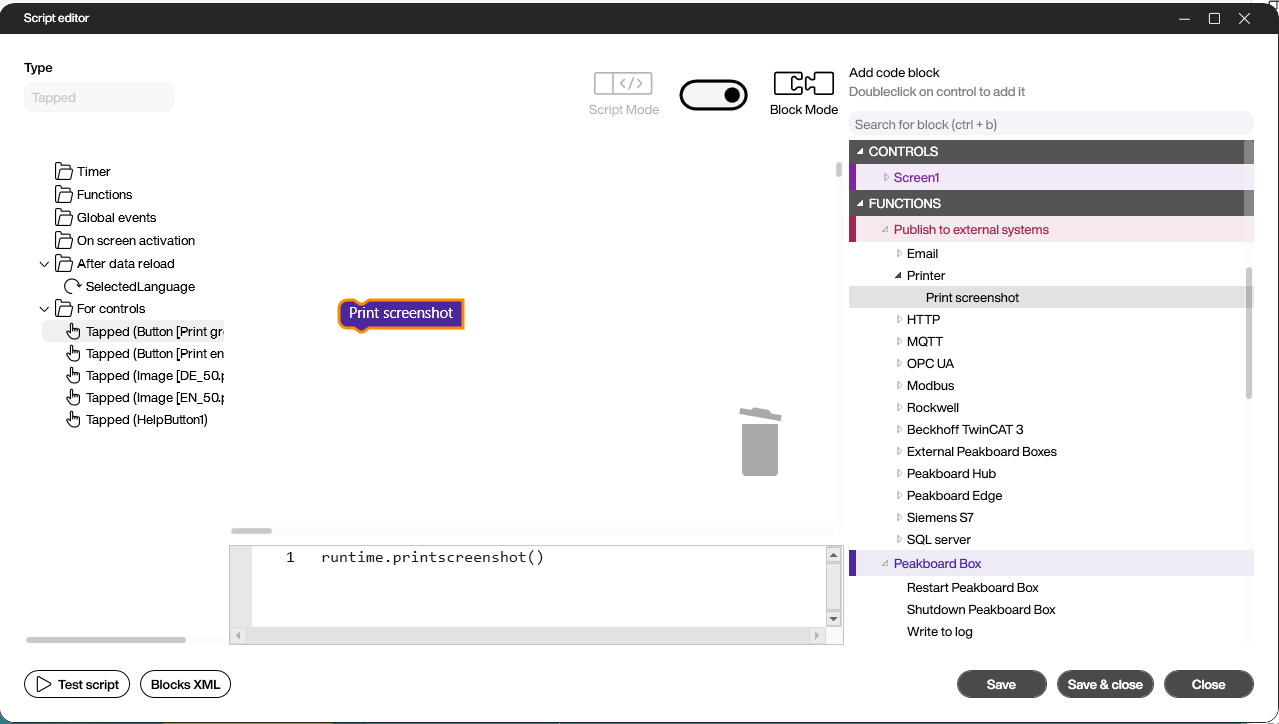 Script editor
Type
Tapped
Script Mode
Block Mode
Add code block
Doubleclick on control to add it
Search for block (ctrl + b)
Timer
Functions
Global events
On screen activation
After data reload
SelectedLanguage
For controls
Tapped (Button [Print gr
Tapped (Button [Print en
Tapped (Image [DE_50.p
Tapped (Image [EN_50.p
Tapped (HelpButton1)
Print screenshot
1 runtime.printscreenshot()
CONTROLS
Screen1
FUNCTIONS
Publish to external systems
Email
Printer
Print screenshot
HTTP
MQTT
OPC UA
Modbus
Rockwell
Beckhoff TwinCAT 3
External Peakboard Boxes
Peakboard Hub
Peakboard Edge
Siemens S7
SQL server
Peakboard Box
Restart Peakboard Box
Shutdown Peakboard Box
Write to log
Test script
Blocks XML
Save
Save & close
Close